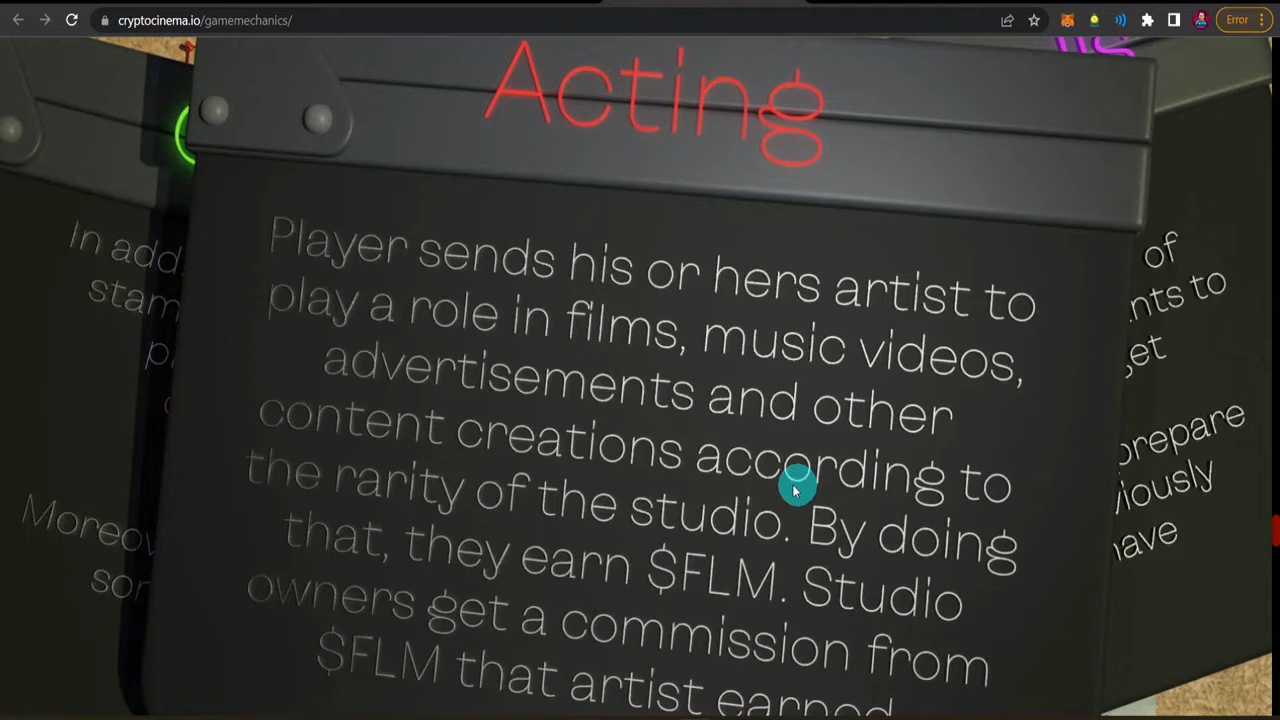 cryptocinema.io/gamemechanics/
Error
Acting
Player sends his or hers artist to
play a role in films, music videos,
advertisements and other
content creations according to
the rarity of the studio. By doing
that, they earn $FLM. Studio
owners get a commission from
$FLM that artist earned
In add
stam
Moreov
of
nts to
prepare
viously
have